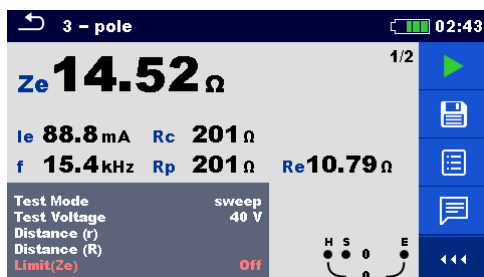 3 - pole 02:43
1/2
Ze 14.52 Ω
Ie 88.8 mA Rc 201 Ω
f 15.4 kHz Rp 201 Ω Re 10.79 Ω
Test Mode sweep
Test Voltage 40 V
Distance (r)
Distance (R)
Limit(Ze) Off
H S E
0
0